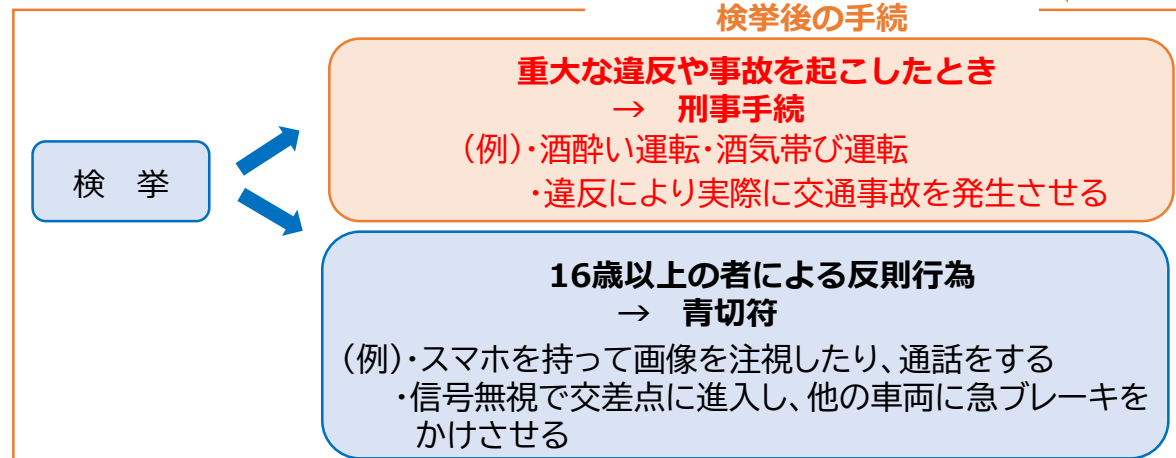 検挙後の手続
重大な違反や事故を起こしたとき
→ 刑事手続
（例）・酒酔い運転・酒気帯び運転
・違反により実際に交通事故を発生させる
検 挙
16歳以上の者による反則行為
→ 青切符
（例）・スマホを持って画像を注視したり、通話をする
・信号無視で交差点に進入し、他の車両に急ブレーキを
かけさせる